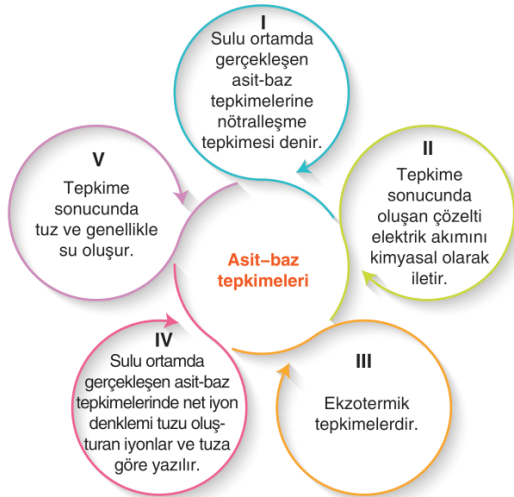 I
Sulu ortamda
gerçekleşen
asit-baz
tepkimelerine
nötralleşme
tepkimesi denir.
II
Tepkime
sonucunda
oluşan çözelti
elektrik akımını
kimyasal olarak
iletir.
III
Ekzotermik
tepkimelerdir.
IV
Sulu ortamda
gerçekleşen asit-baz
tepkimelerinde net iyon
denklemi tuzu oluş-
turan iyonlar ve tuza
göre yazılır.
V
Tepkime
sonucunda
tuz ve genellikle
su oluşur.
Asit–baz
tepkimeleri